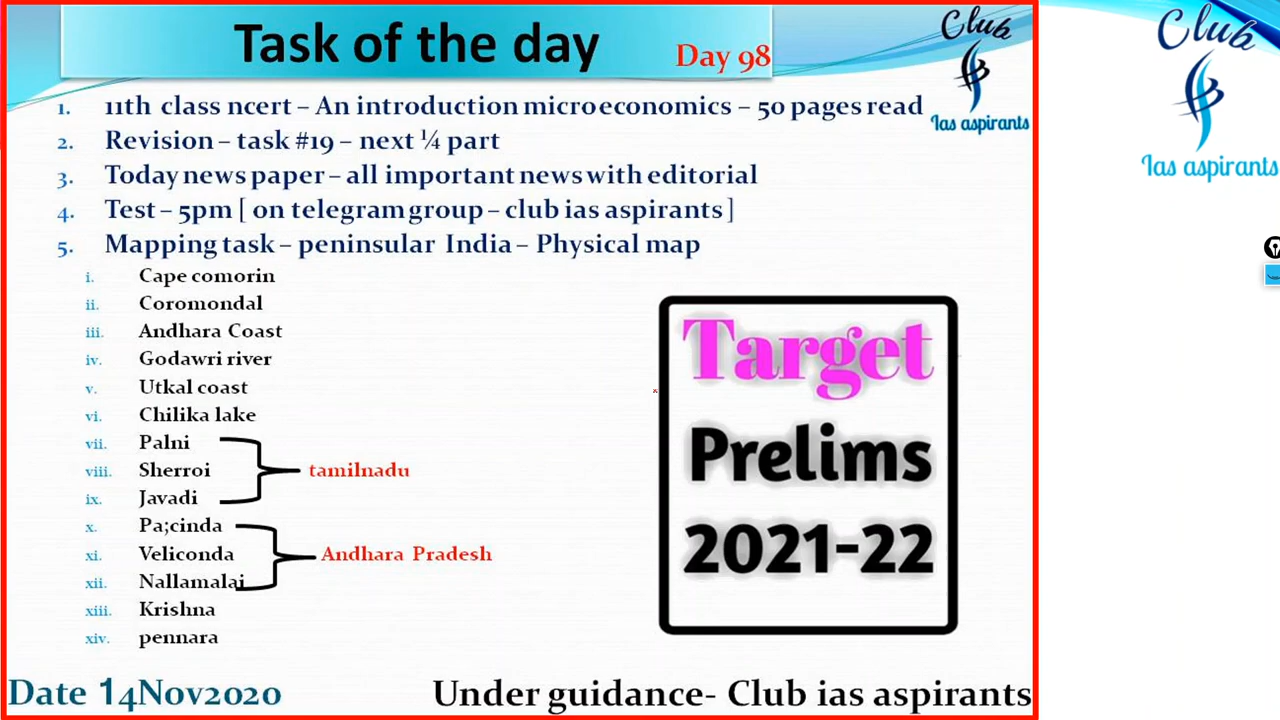 Task of the day
Day 98
Club
Ias aspirants
Club
Ias aspirants
1. 11th class ncert – An introduction microeconomics – 50 pages read
2. Revision – task #19 – next ¼ part
3. Today news paper – all important news with editorial
4. Test – 5pm [ on telegram group – club ias aspirants ]
5. Mapping task – peninsular India – Physical map
i. Cape comorin
ii. Coromondal
iii. Andhara Coast
iv. Godawri river
v. Utkal coast
vi. Chilika lake
vii. Palni
viii. Sherroi
tamilnadu
ix. Javadi
x. Pa;cinda
xi. Veliconda
Andhara Pradesh
xii. Nallamalai
xiii. Krishna
xiv. pennara
Target
Prelims
2021-22
Date 14Nov2020
Under guidance- Club ias aspirants